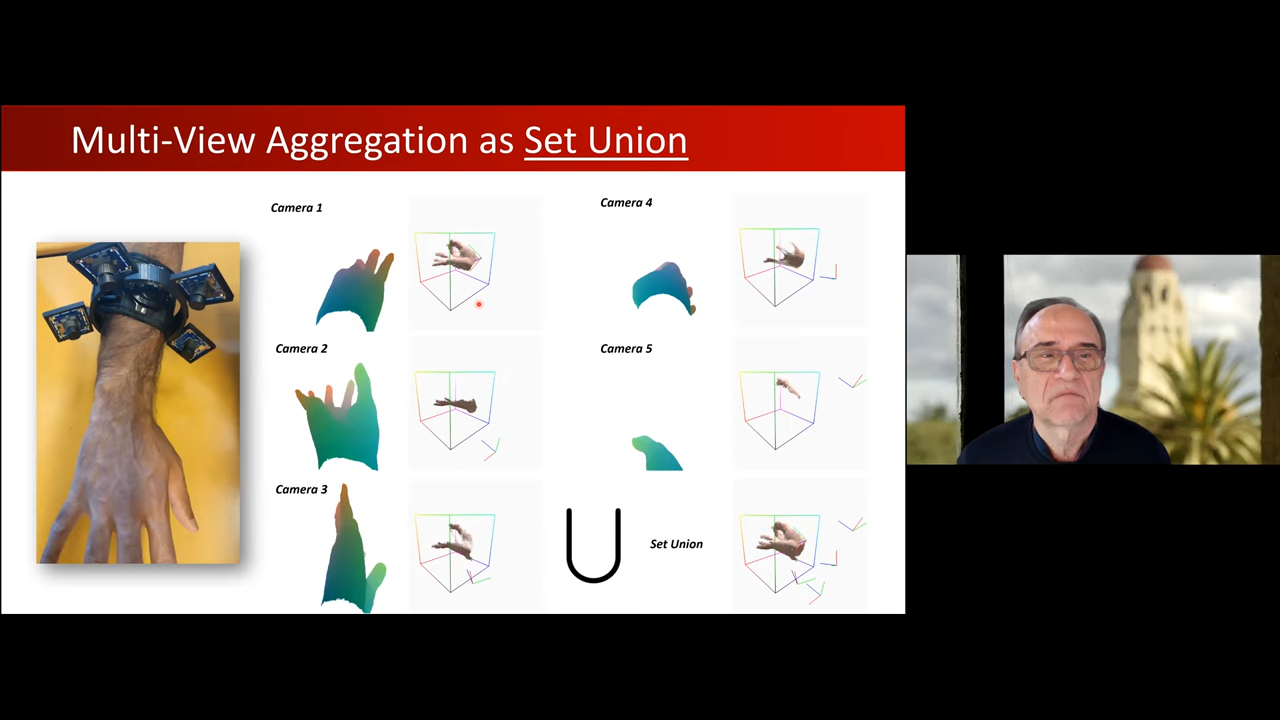 Multi-View Aggregation as Set Union
Camera 1
Camera 4
Camera 2
Camera 5
Camera 3
Set Union